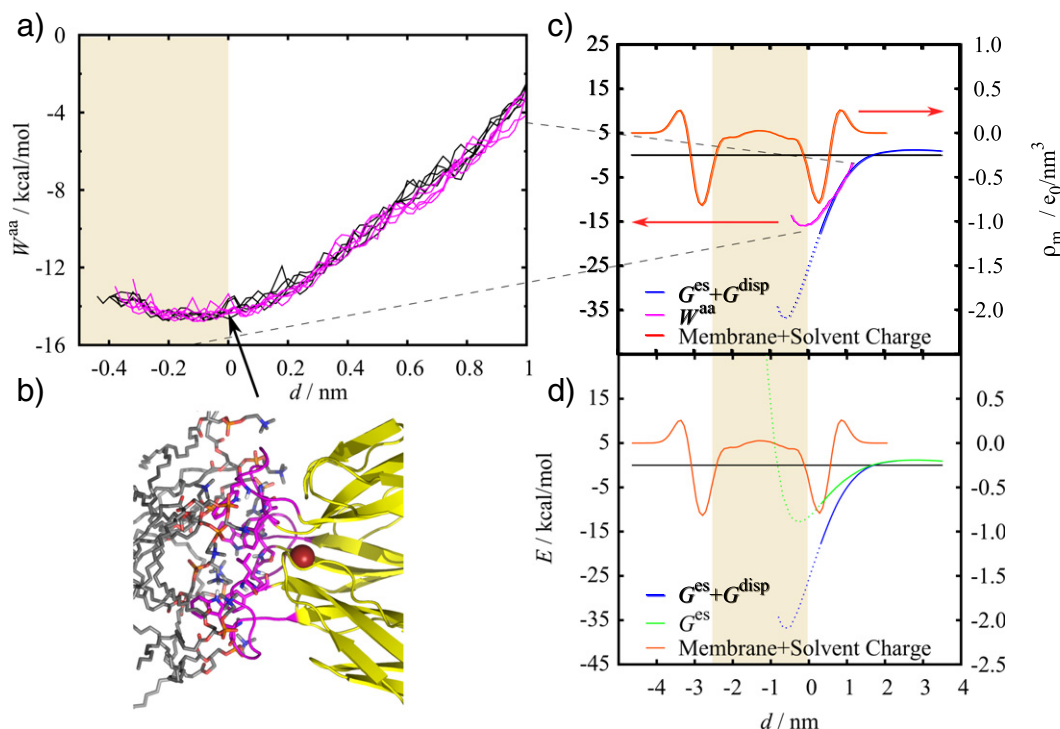 a)
0
-4
-8
-12
-16
W^aa / kcal/mol
-0.4 -0.2 0 0.2 0.4 0.6 0.8 1
d / nm
b)
c)
25
15
5
-5
-15
-25
-35
1.0
0.5
0.0
-0.5
-1.0
-1.5
-2.0
ρ_m / e_0/nm^3
G^es+G^disp
W^aa
Membrane+Solvent Charge
d)
15
5
-5
-15
-25
-35
-45
E / kcal/mol
0.5
0.0
-0.5
-1.0
-1.5
-2.0
-2.5
G^es+G^disp
G^es
Membrane+Solvent Charge
-4 -3 -2 -1 0 1 2 3 4
d / nm